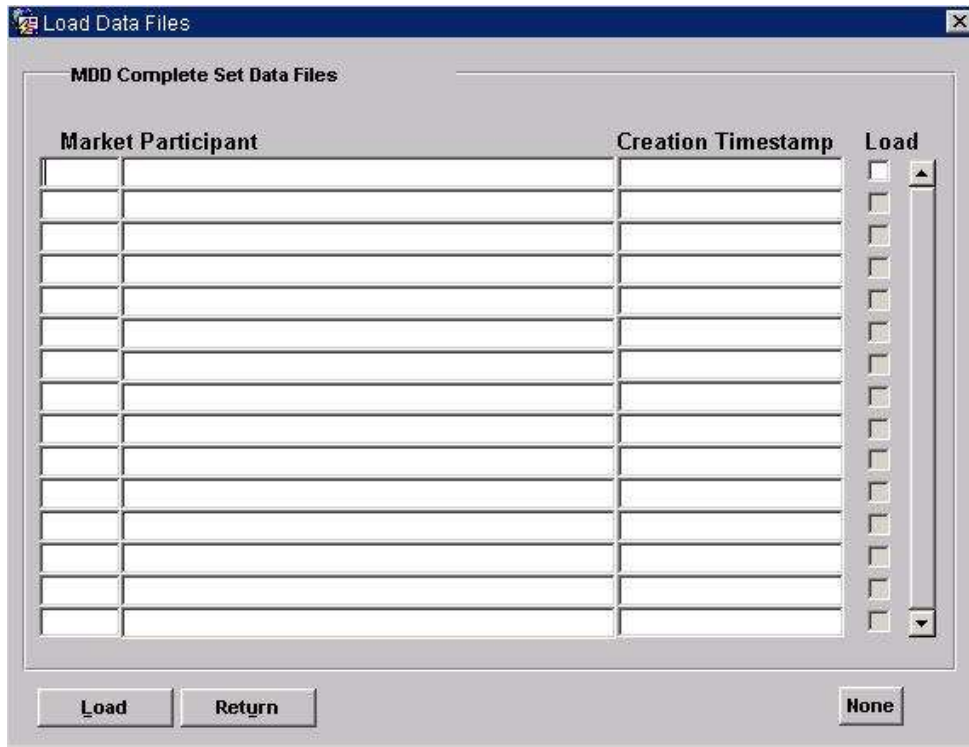 Load Data Files
MDD Complete Set Data Files
Market Participant Creation Timestamp Load
Load Return None